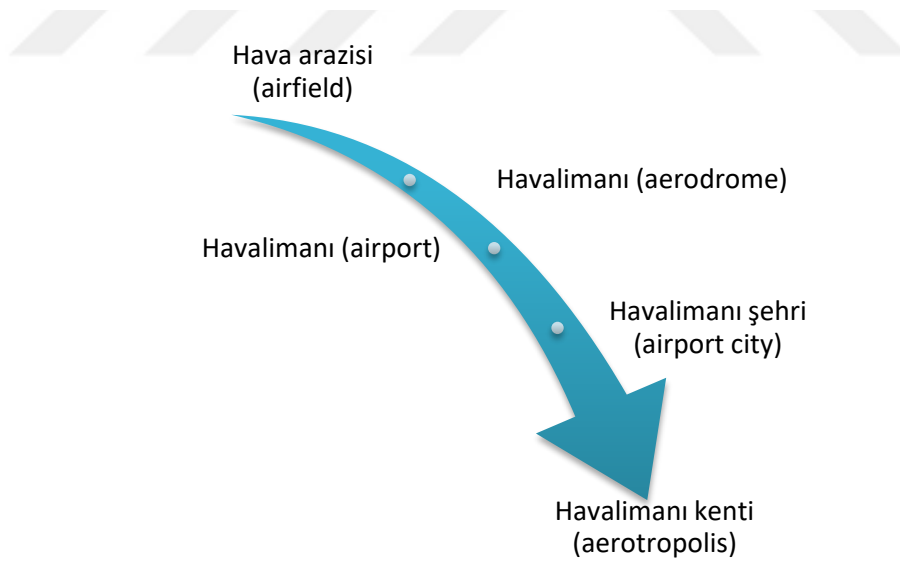 Hava arazisi
(airfield)
Havalimanı (aerodrome)
Havalimanı (airport)
Havalimanı şehri
(airport city)
Havalimanı kenti
(aerotropolis)